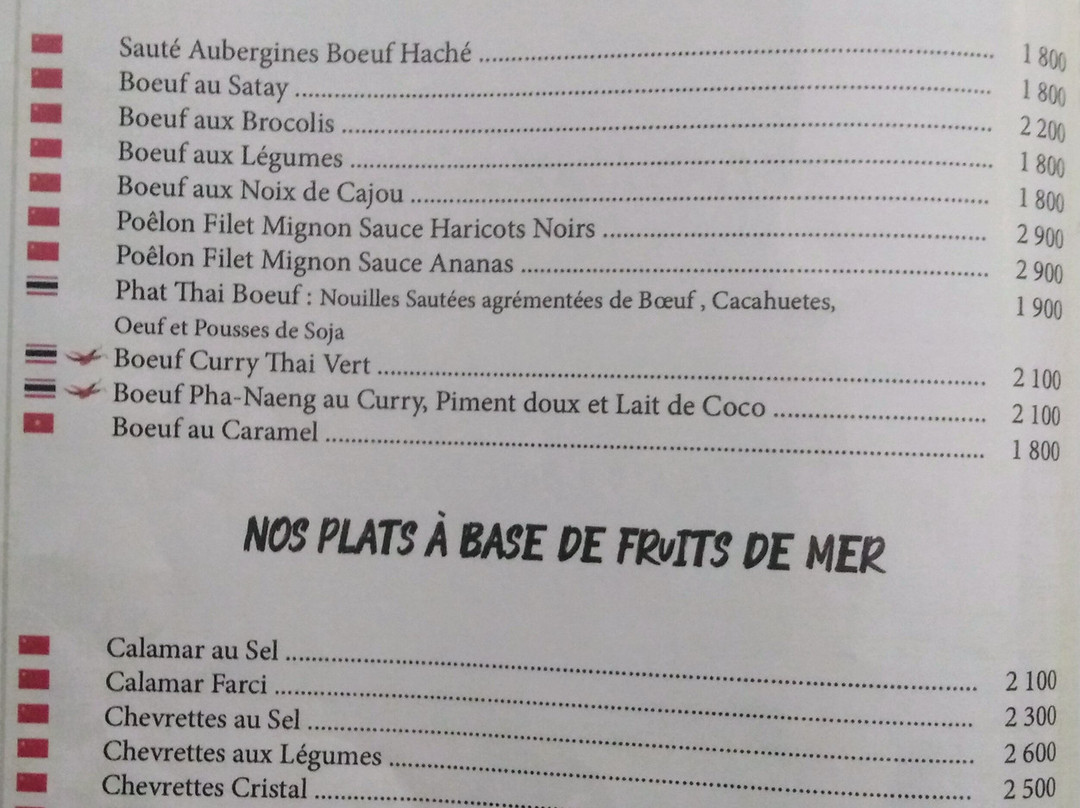 Sauté Aubergines Boeuf Haché ........ 1 800
Boeuf au Satay ........ 1 800
Boeuf aux Brocolis ........ 2 200
Boeuf aux Légumes ........ 1 800
Boeuf aux Noix de Cajou ........ 1 800
Poêlon Filet Mignon Sauce Haricots Noirs ........ 2 900
Poêlon Filet Mignon Sauce Ananas ........ 2 900
Phat Thai Boeuf : Nouilles Sautées agrémentées de Bœuf , Cacahuetes, 1 900
Oeuf et Pousses de Soja
Boeuf Curry Thai Vert ........ 2 100
Boeuf Pha-Naeng au Curry, Piment doux et Lait de Coco ........ 2 100
Boeuf au Caramel ........ 1 800
NOS PLATS À BASE DE FRUITS DE MER
Calamar au Sel ........ 2 100
Calamar Farci ........ 2 300
Chevrettes au Sel ........ 2 600
Chevrettes aux Légumes ........ 2 500
Chevrettes Cristal ........